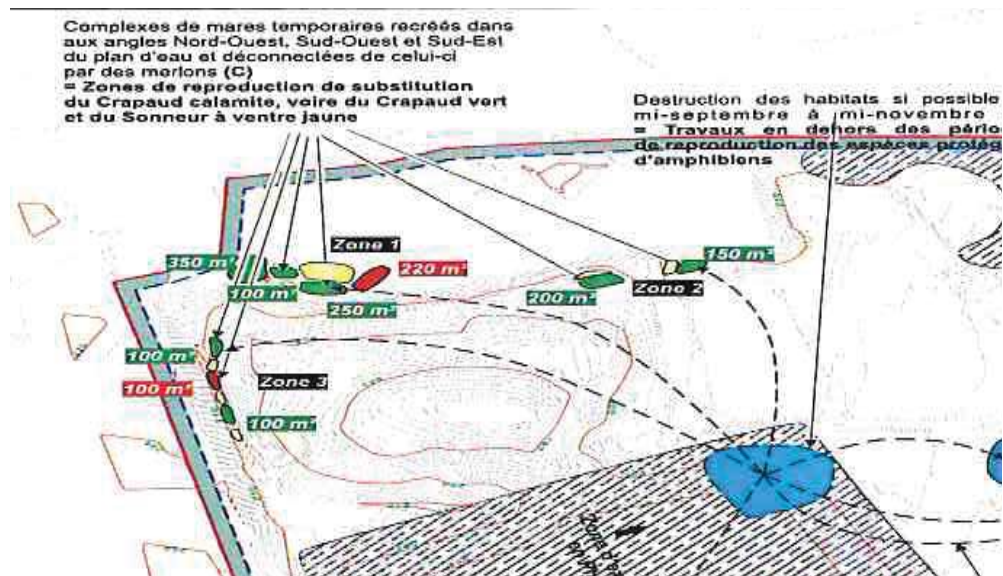 Complexes de mares temporaires recréés dans
aux angles Nord-Ouest, Sud-Ouest et Sud-Est
du plan d'eau et déconnectées de celui-ci
par des merlons (C)
= Zones de reproduction de substitution
du Crapaud calamite, voire du Crapaud vert
et du Sonneur à ventre jaune
Destruction des habitats si possible
mi-septembre à mi-novembre
= Travaux en dehors des pério
de reproduction des espèces protég
d'amphibiens
Zone 1
350 m²
220 m²
150 m²
100 m²
250 m²
200 m²
Zone 2
100 m²
100 m²
Zone 3
100 m²